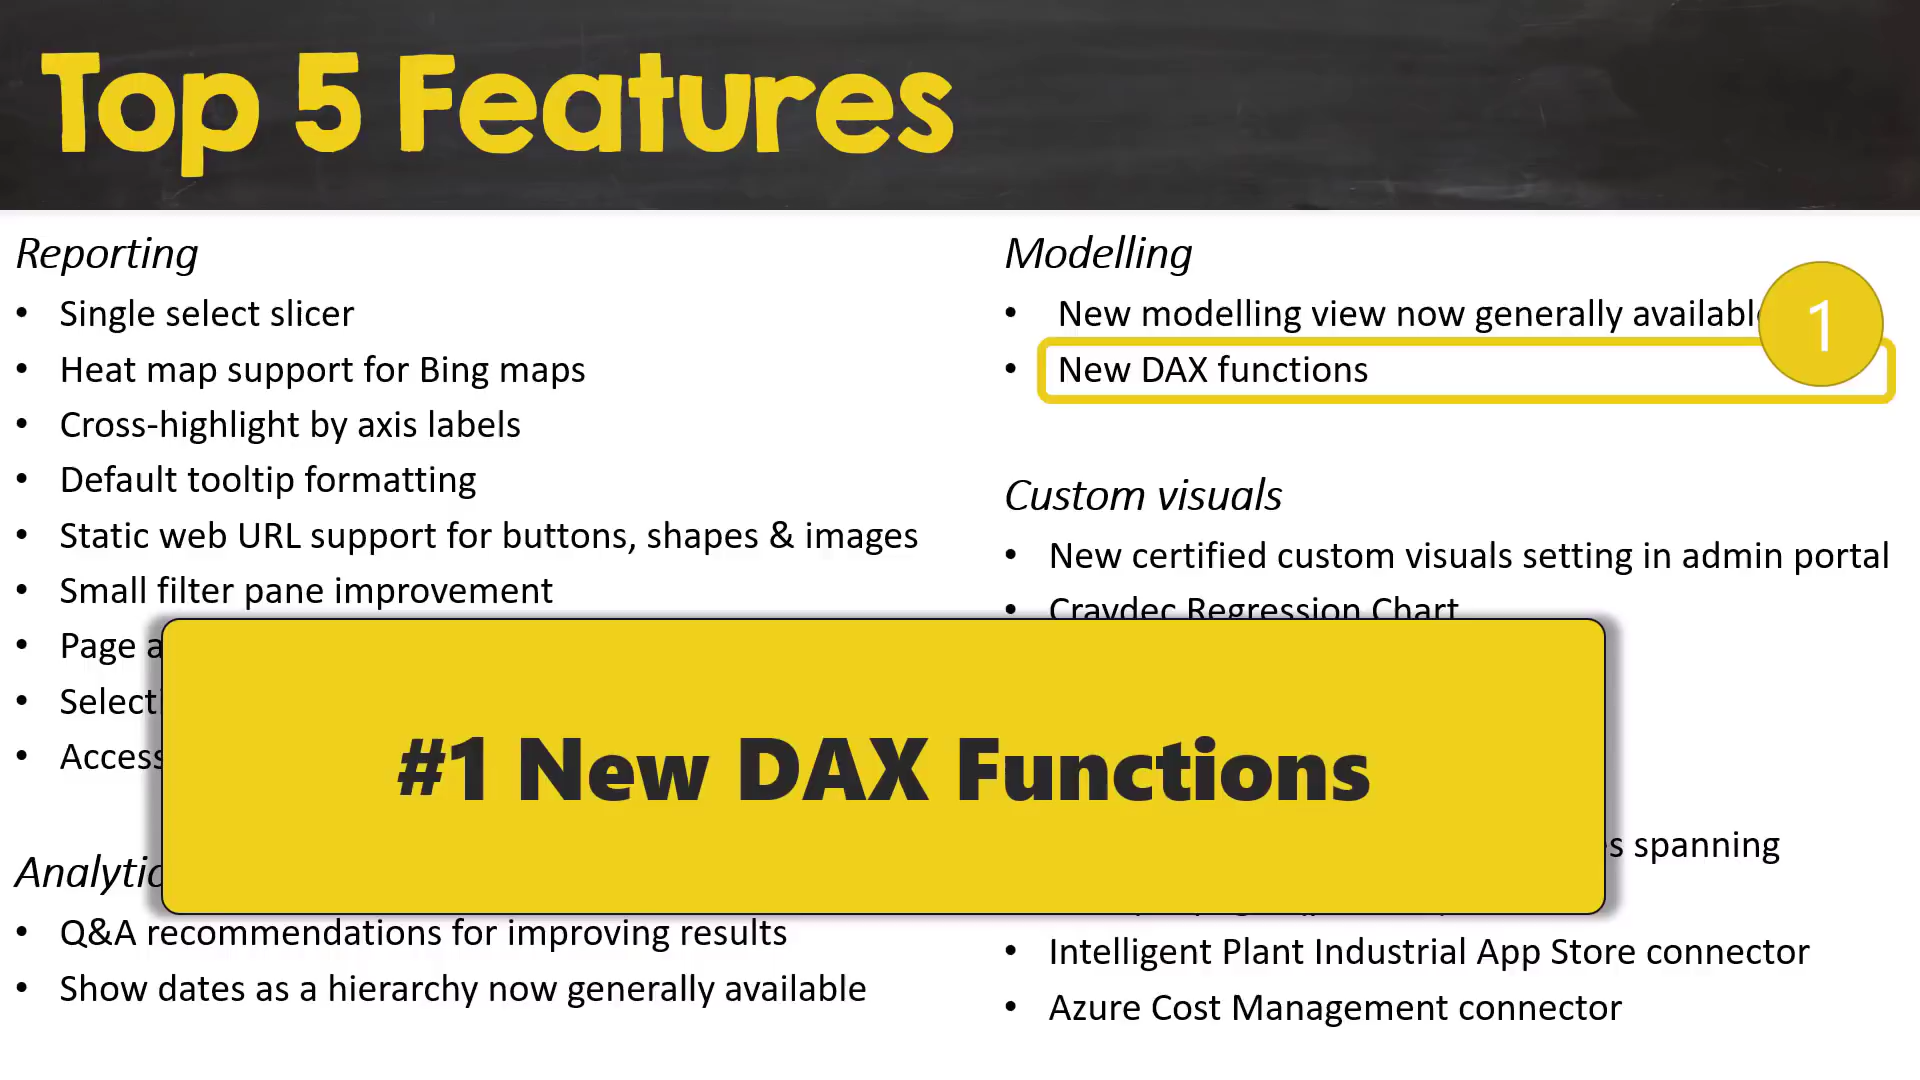 Top 5 Features
Reporting
• Single select slicer
• Heat map support for Bing maps
• Cross-highlight by axis labels
• Default tooltip formatting
• Static web URL support for buttons, shapes & images
• Small filter pane improvement
• Page
•
•
Q&A recommendations for improving results
• Show dates as a hierarchy now generally available
Modelling
• New modelling view now generally
1
• New DAX functions
Custom visuals
• New certified custom visuals setting in admin portal
• Craydec Regression Chart
#1 New DAX Functions
spanning
• Intelligent Plant Industrial App Store connector
• Azure Cost Management connector